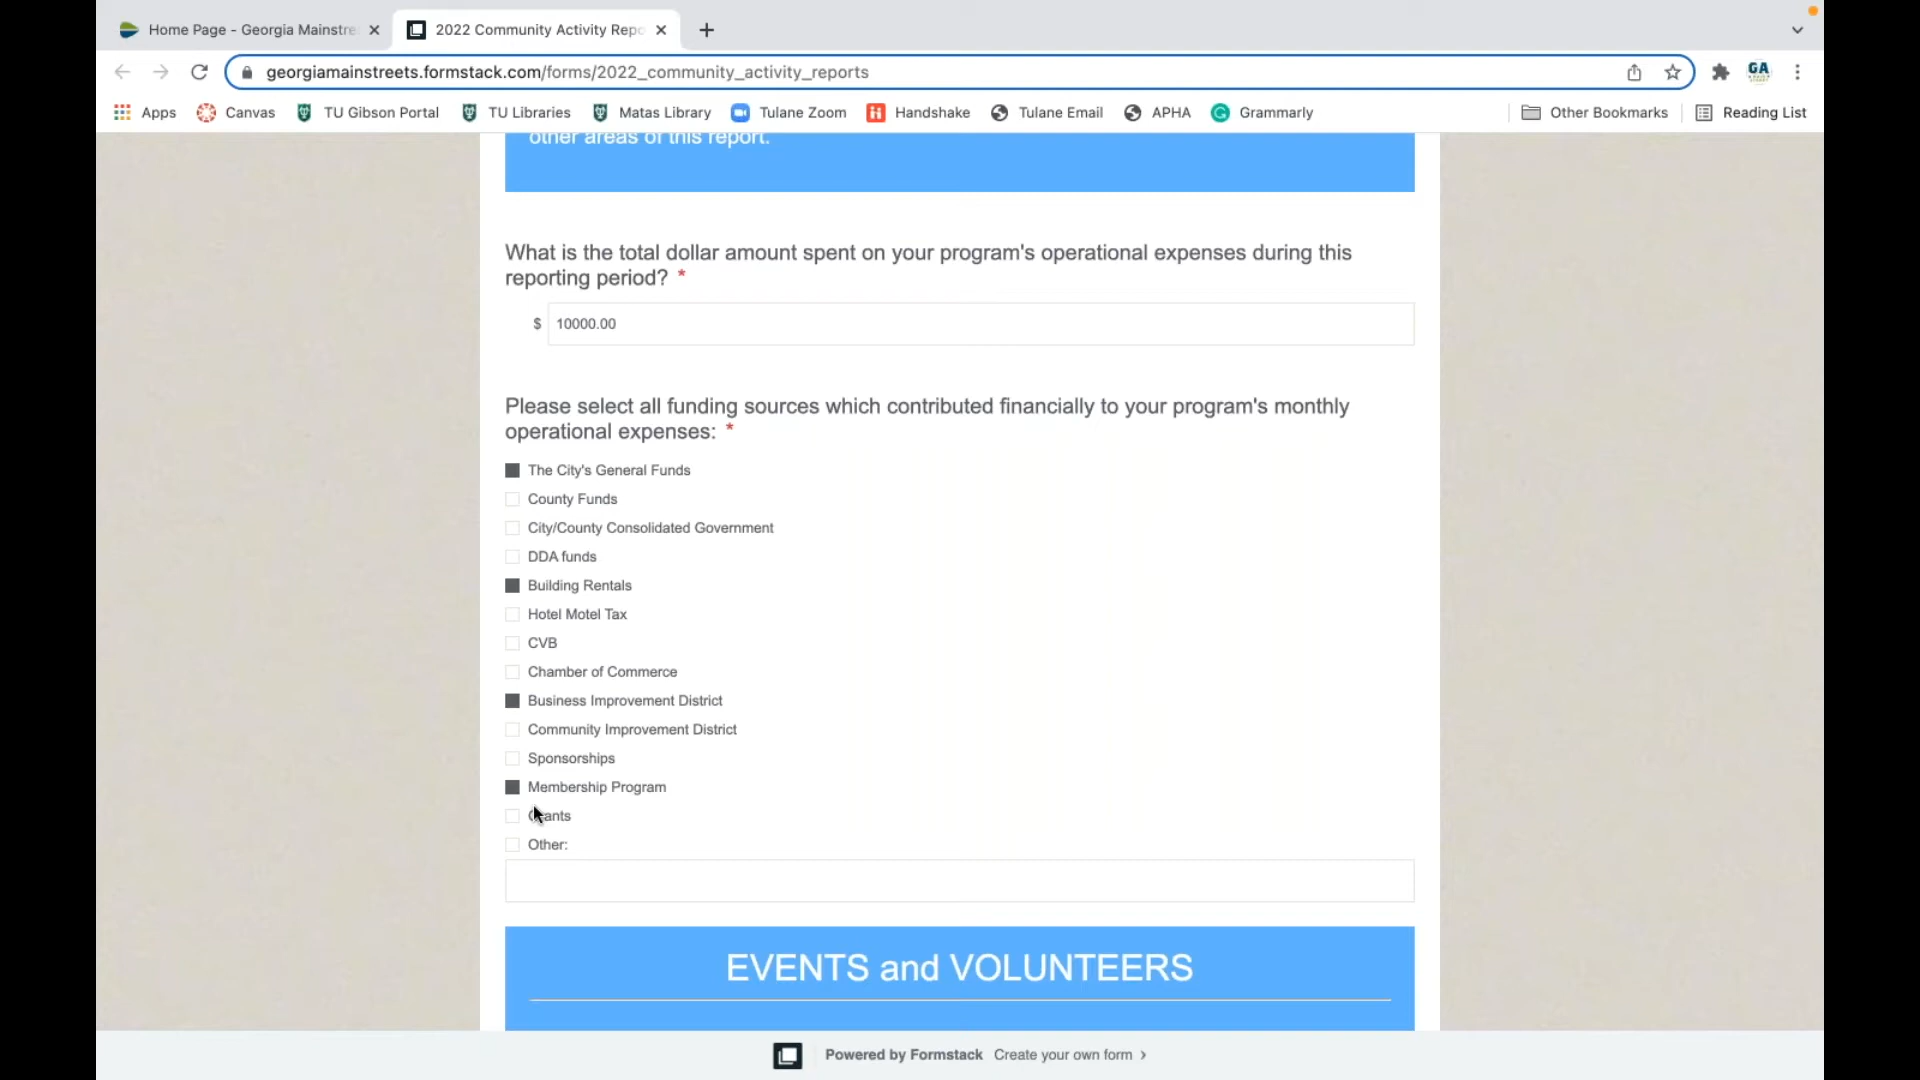 Home Page - Georgia Mainstre
2022 Community Activity Repo
georgiamainstreets.formstack.com/forms/2022_community_activity_reports
GA
Apps
Canvas
TU Gibson Portal
TU Libraries
Matas Library
Tulane Zoom
Handshake
Tulane Email
APHA
Grammarly
Other Bookmarks
Reading List
other areas of this report.
What is the total dollar amount spent on your program's operational expenses during this
reporting period? *
$ 10000.00
Please select all funding sources which contributed financially to your program's monthly
operational expenses: *
The City's General Funds
County Funds
City/County Consolidated Government
DDA funds
Building Rentals
Hotel Motel Tax
CVB
Chamber of Commerce
Business Improvement District
Community Improvement District
Sponsorships
Membership Program
Grants
Other:
EVENTS and VOLUNTEERS
Powered by Formstack Create your own form ›